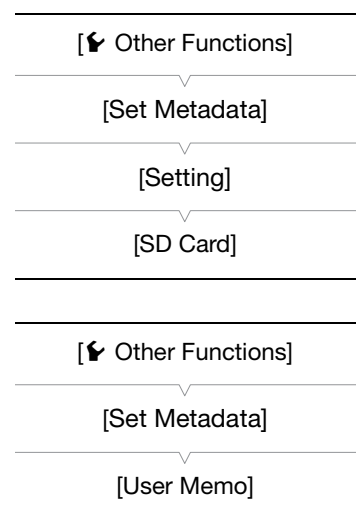 [ Other Functions]
[Set Metadata]
[Setting]
[SD Card]
[ Other Functions]
[Set Metadata]
[User Memo]